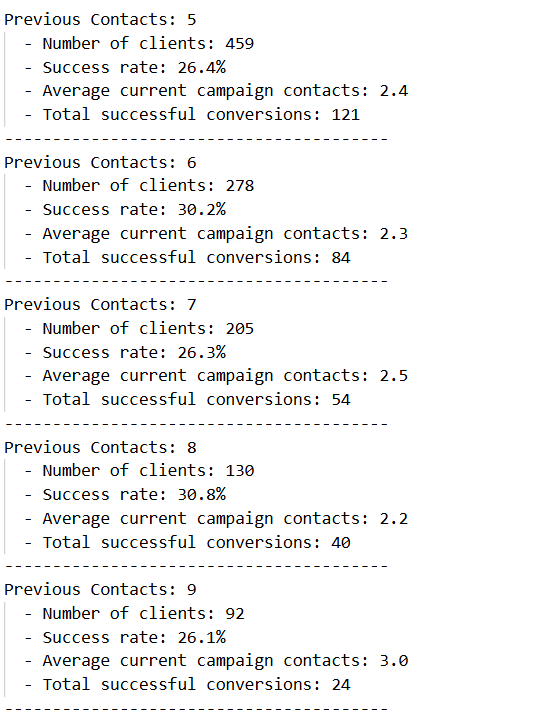 Previous Contacts: 5
- Number of clients: 459
- Success rate: 26.4%
- Average current campaign contacts: 2.4
- Total successful conversions: 121
----------------------------------------
Previous Contacts: 6
- Number of clients: 278
- Success rate: 30.2%
- Average current campaign contacts: 2.3
- Total successful conversions: 84
----------------------------------------
Previous Contacts: 7
- Number of clients: 205
- Success rate: 26.3%
- Average current campaign contacts: 2.5
- Total successful conversions: 54
----------------------------------------
Previous Contacts: 8
- Number of clients: 130
- Success rate: 30.8%
- Average current campaign contacts: 2.2
- Total successful conversions: 40
----------------------------------------
Previous Contacts: 9
- Number of clients: 92
- Success rate: 26.1%
- Average current campaign contacts: 3.0
- Total successful conversions: 24
----------------------------------------